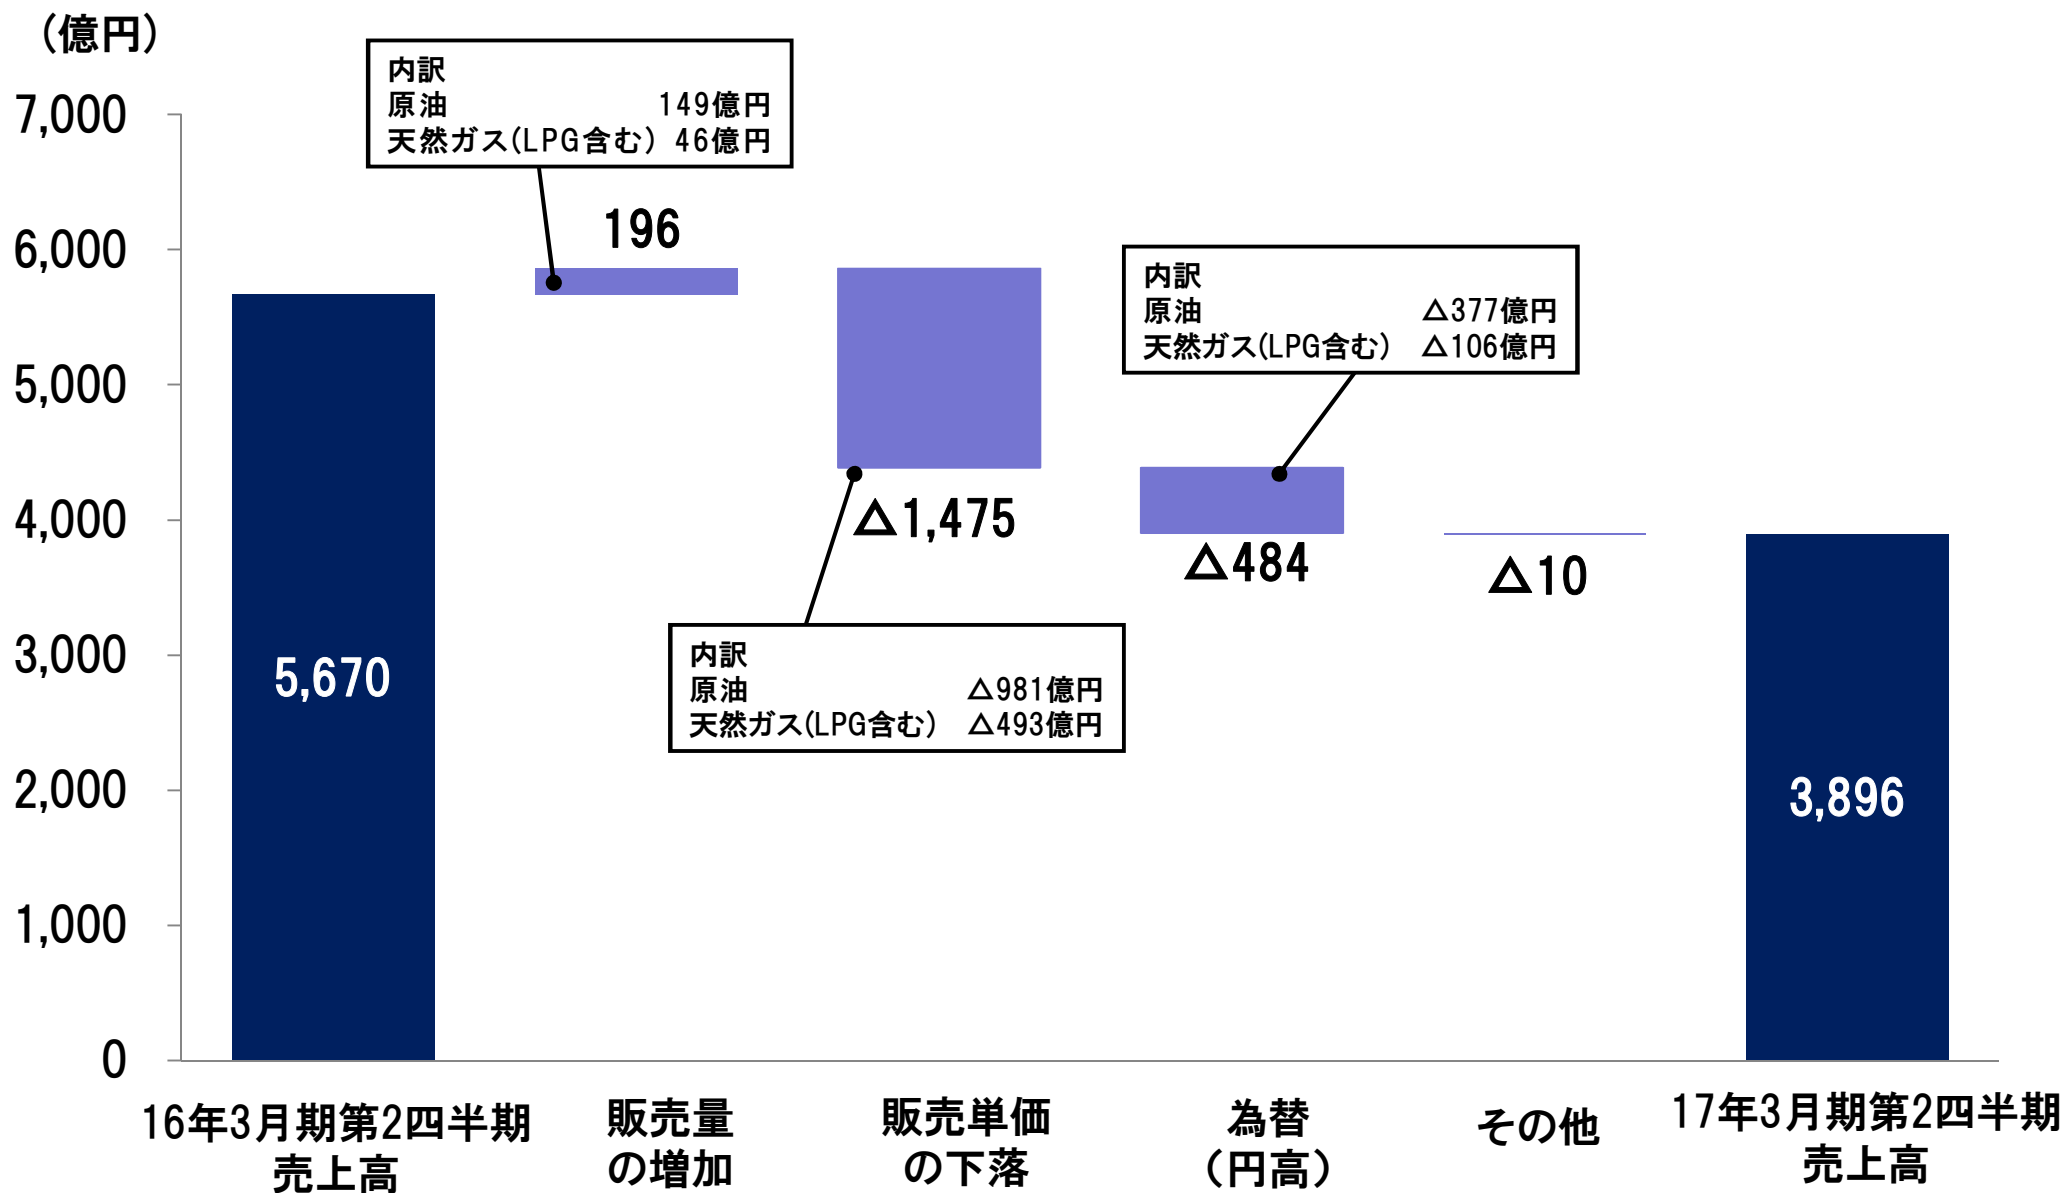 (億円)
内訳
原油 149億円
天然ガス(LPG含む) 46億円
7,000
6,000
5,000
4,000
3,000
2,000
1,000
0
196
内訳
原油 △377億円
天然ガス(LPG含む) △106億円
△1,475
△484
△10
内訳
原油 △981億円
天然ガス(LPG含む) △493億円
5,670
3,896
16年3月期第2四半期
売上高
販売量
の増加
販売単価
の下落
為替
(円高)
その他
17年3月期第2四半期
売上高